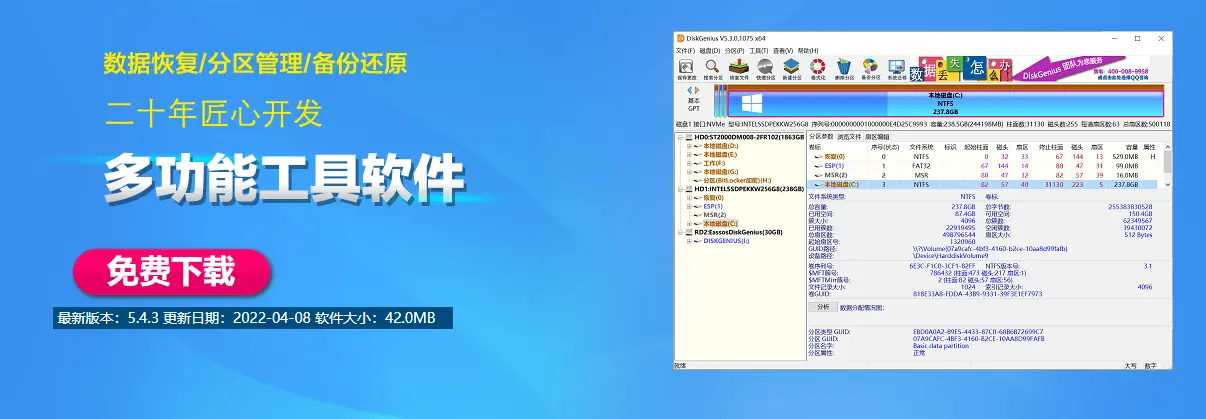 数据恢复/分区管理/备份还原
二十年匠心开发
多功能工具软件
免费下载
最新版本：5.4.3 更新日期：2022-04-08 软件大小：42.0MB
DiskGenius V5.3.0.1075 x64
文件(F) 磁盘(D) 分区(P) 工具(T) 查看(V) 帮助(H)
保存更改 搜索分区 恢复文件 快速分区 新建分区 格式化 删除分区 备份分区 系统迁移
数据丢失怎么办
DiskGenius 团队为您服务
致电：400-008-9958
或点击此处选择QQ咨询
基本
GPT
本地磁盘(C:)
NTFS
237.8GB
磁盘1 接口:NVMe 型号:INTELSSDPEKKW256G8 序列号:0000000001000000E4D25C9993 容量:238.5GB(244198MB) 柱面数:31130 磁头数:255 每道扇区数:63 总扇区数:500118
HD0:ST2000DM008-2FR102(1863GB
本地磁盘(D:)
本地磁盘(E:)
工作(F:)
本地磁盘(G:)
分区(BitLocker加密)(H:)
HD1:INTELSSDPEKKW256G8(238GB)
恢复(0)
ESP(1)
MSR(2)
本地磁盘(C:)
RD2:EassosDiskGenius(30GB)
DISKGENIUS(I:)
分区参数 浏览文件 扇区编辑
卷标 序号(状态) 文件系统 标识 起始柱面 磁头 扇区 终止柱面 磁头 扇区 容量 属性
恢复(0) 0 NTFS 0 32 33 67 144 13 529.0MB H
ESP(1) 1 FAT32 67 144 14 80 47 31 99.0MB
MSR(2) 2 MSR 80 47 32 82 57 39 16.0MB
本地磁盘(C:) 3 NTFS 82 57 40 31130 223 5 237.8GB
文件系统类型: NTFS 卷标:
总容量: 237.8GB 总字节数: 255383830528
已用空间: 87.4GB 可用空间: 150.4GB
簇大小: 4096 总簇数: 62349567
已用簇数: 22919495 空闲簇数: 39430072
总扇区数: 498796544 扇区大小: 512 Bytes
起始扇区号: 1320960
GUID路径: \\?\Volume{07a9cafc-4bf3-4160-b2ce-10aa8d99fafb}
设备路径: \Device\HarddiskVolume9
卷序列号: 6E3C-F1C0-3CF1-82FE NTFS版本号: 3.1
$MFT簇号: 786432 (柱面:473 磁头:217 扇区:1)
$MFTMirr簇号: 2 (柱面:82 磁头:57 扇区:56)
文件记录大小: 1024 索引记录大小: 4096
卷GUID: 818E33A8-FDDA-43B9-9331-39F3E1EF7973
分析 数据分配情况图:
分区类型 GUID: EBD0A0A2-B9E5-4433-87C0-68B6B72699C7
分区 GUID: 07A9CAFC-4BF3-4160-B2CE-10AA8D99FAFB
分区名字: Basic data partition
分区属性: 正常
就绪 大写 数字